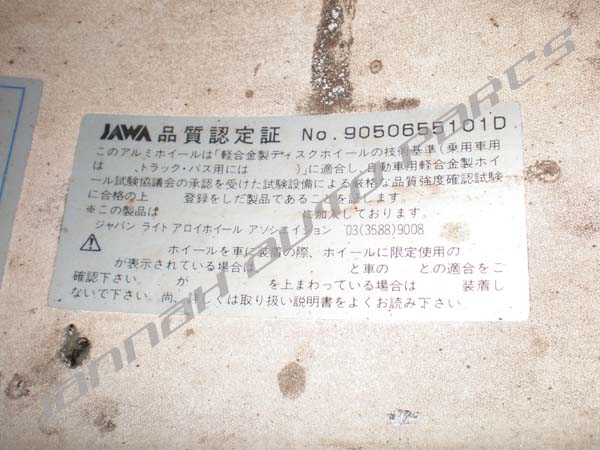 JAWA 品質認定証 No.9050655101D
このアルミホイールは「軽合金製ディスクホイールの技術基準(乗用車用
は 、トラック・バス用には )」に適合し、自動車用軽合金製ホイ
ール試験協議会の承認を受けた試験設備による厳格な品質強度確認試験
に合格の上 登録をしだ製品であることを証します。
※この製品は に加入しております。
ジャパン ライト アロイホイール アソシエイション ゙03(3588)9008
ホイールを車に装着の際、ホイールに限定使用の
が表示されている場合は と車の との適合をご
確認下さい。 が を上まわっている場合は 装着し
ないで下さい。尚、詳しくは取り扱い説明書をよくお読み下さい。
JANNAH AUTO PARTS